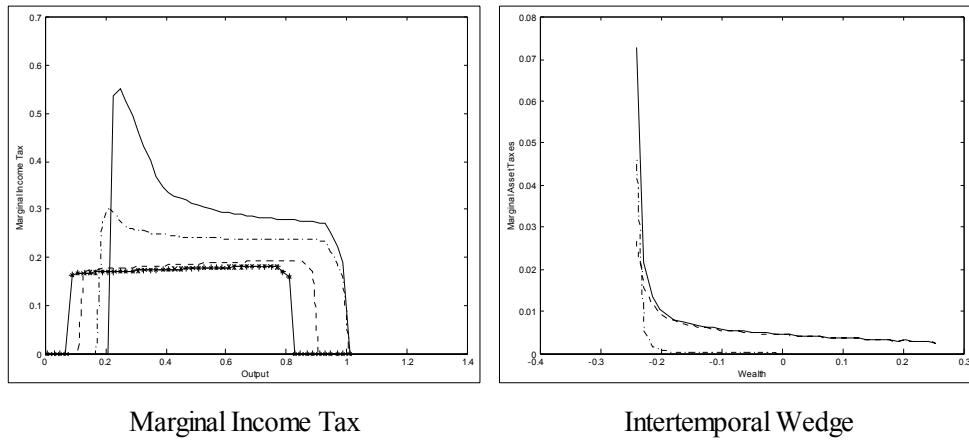 0.7
0.6
0.5
0.4
0.3
0.2
0.1
0
Marginal Income Tax
0 0.2 0.4 0.6 0.8 1.0 1.2 1.4
Output
0.08
0.07
0.06
0.05
0.04
0.03
0.02
0.01
0
Marginal Asset Taxes
-0.4 -0.3 -0.2 -0.1 0 0.1 0.2 0.3
Wealth
Marginal Income Tax
Intertemporal Wedge